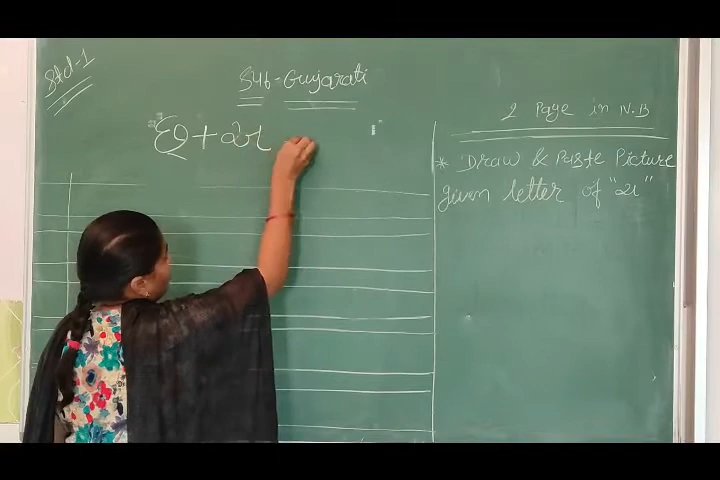 Std-1
Sub-Gujarati
છ + અ
2 Page in N.B
* Draw & Paste Picture
given letter of "અ"